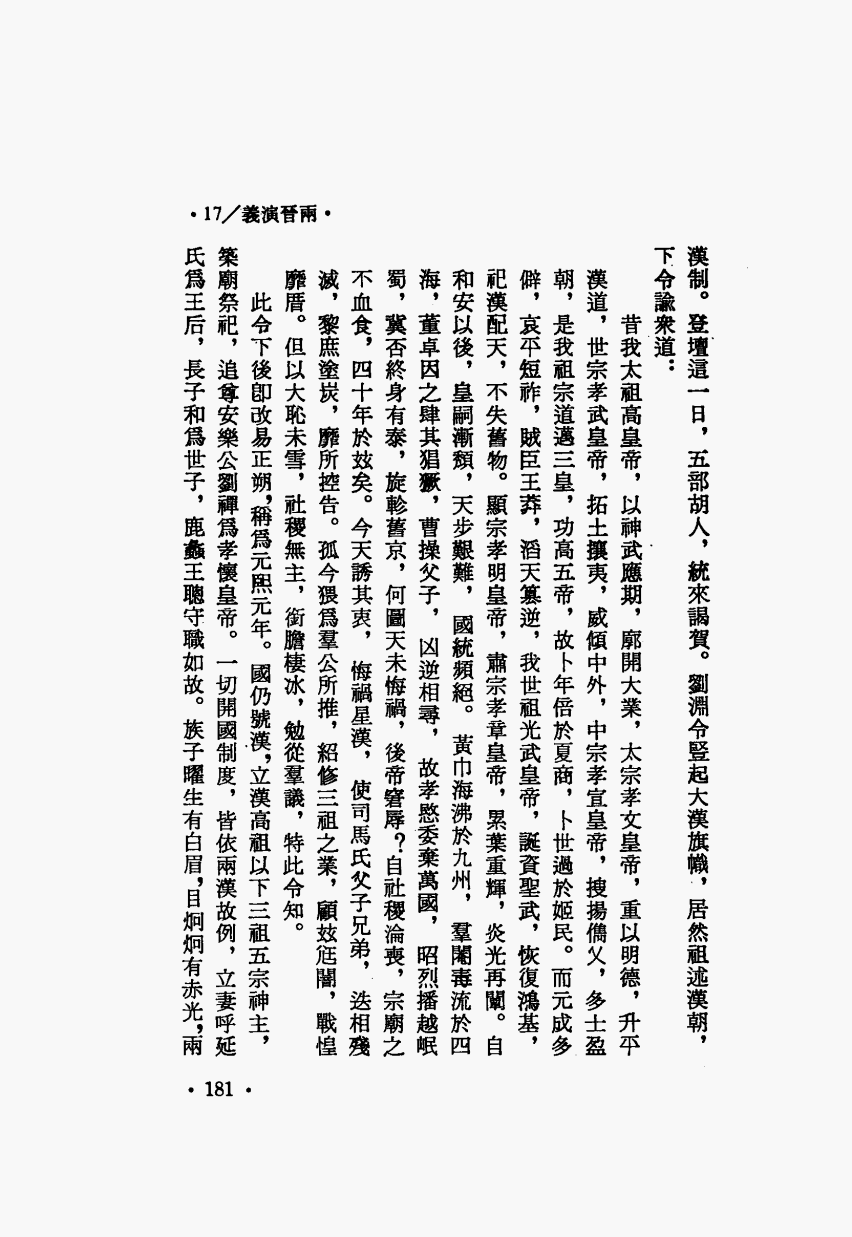 •17／義演晉兩•
漢制。登壇這一日，五部胡人，統來謁賀。劉淵令豎起大漢旗幟，居然祖述漢朝，
下令諭衆道：
昔我太祖高皇帝，以神武應期，廓開大業，太宗孝文皇帝，重以明德，升平
漢道，世宗孝武皇帝，拓土攘夷，威傾中外，中宗孝宣皇帝，搜揚儁乂，多士盈
朝，是我祖宗道邁三皇，功高五帝，故卜年倍於夏商，卜世過於姬民。而元成多
僻，哀平短祚，賊臣王莽，滔天篡逆，我世祖光武皇帝，誕資聖武，恢復鴻基，
祀漢配天，不失舊物。顯宗孝明皇帝，肅宗孝章皇帝，累葉重輝，炎光再闡。自
和安以後，皇嗣漸頹，天步艱難，國統頻絕。黃巾海沸於九州，羣閹毒流於四
海，董卓因之肆其猖獗，曹操父子，凶逆相尋，故孝愍委棄萬國，昭烈播越岷
蜀，冀否終身有泰，旋軫舊京，何圖天未悔禍，後帝窘辱？自社稷淪喪，宗廟之
不血食，四十年於玆矣。今天誘其衷，悔禍星漢，使司馬氏父子兄弟，迭相殘
滅，黎庶塗炭，靡所控告。孤今猥爲羣公所推，紹修三祖之業，顧玆尫闇，戰惶
靡厝。但以大恥未雪，社稷無主，銜膽棲冰，勉從羣議，特此令知。
此令下後卽改易正朔，稱爲元熙元年。國仍號漢，立漢高祖以下三祖五宗神主，
築廟祭祀，追尊安樂公劉禪爲孝懷皇帝。一切開國制度，皆依兩漢故例，立妻呼延
氏爲王后，長子和爲世子，鹿蠡王聰守職如故。族子曜生有白眉，目炯炯有赤光，兩
•181•